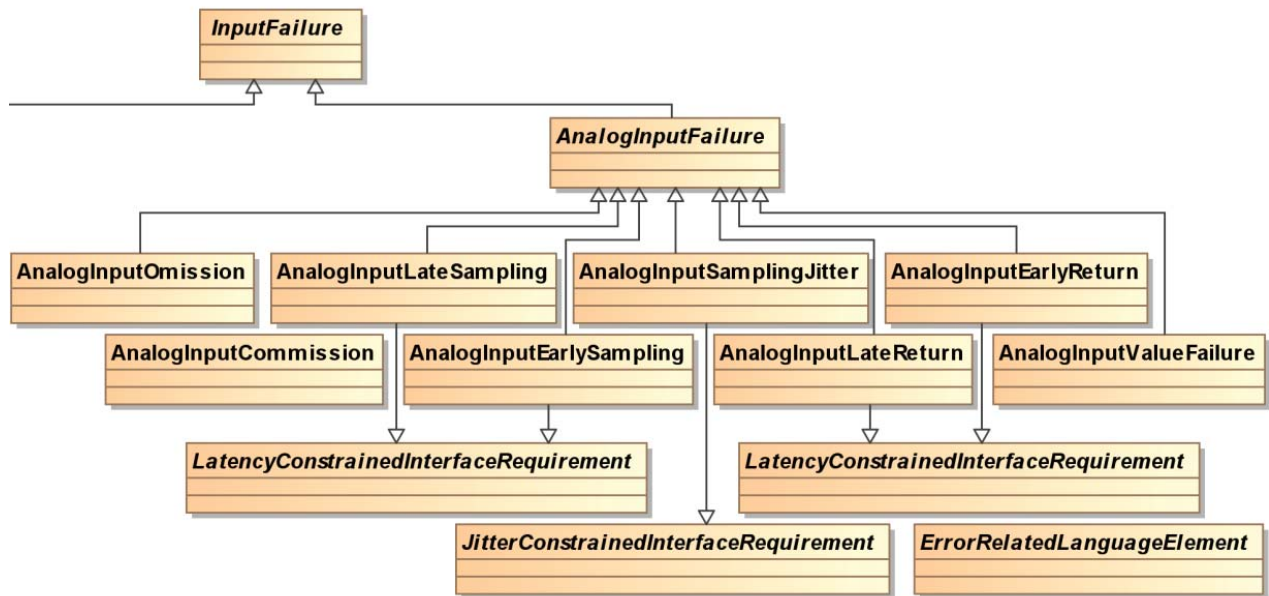 InputFailure
AnalogInputFailure
AnalogInputOmission
AnalogInputLateSampling
AnalogInputSamplingJitter
AnalogInputEarlyReturn
AnalogInputCommission
AnalogInputEarlySampling
AnalogInputLateReturn
AnalogInputValueFailure
LatencyConstrainedInterfaceRequirement
LatencyConstrainedInterfaceRequirement
JitterConstrainedInterfaceRequirement
ErrorRelatedLanguageElement